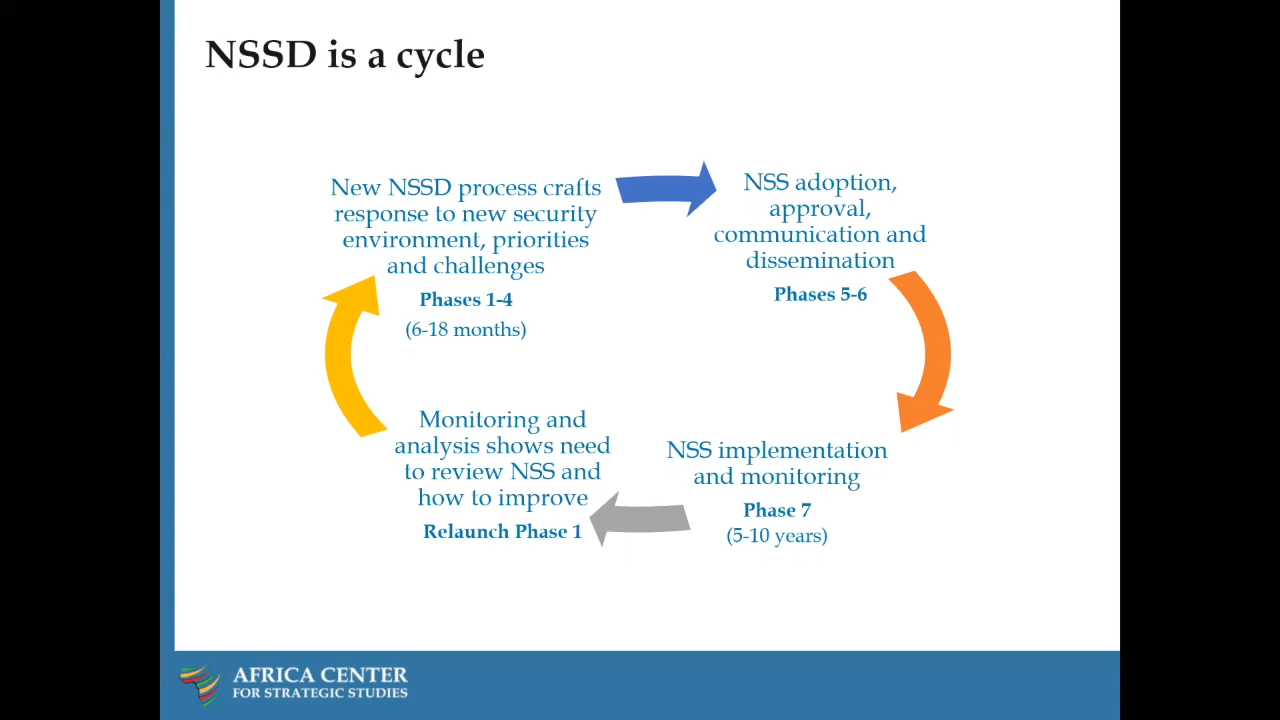 NSSD is a cycle
New NSSD process crafts
response to new security
environment, priorities
and challenges
Phases 1-4
(6-18 months)
NSS adoption,
approval,
communication and
dissemination
Phases 5-6
NSS implementation
and monitoring
Phase 7
(5-10 years)
Monitoring and
analysis shows need
to review NSS and
how to improve
Relaunch Phase 1
AFRICA CENTER
FOR STRATEGIC STUDIES